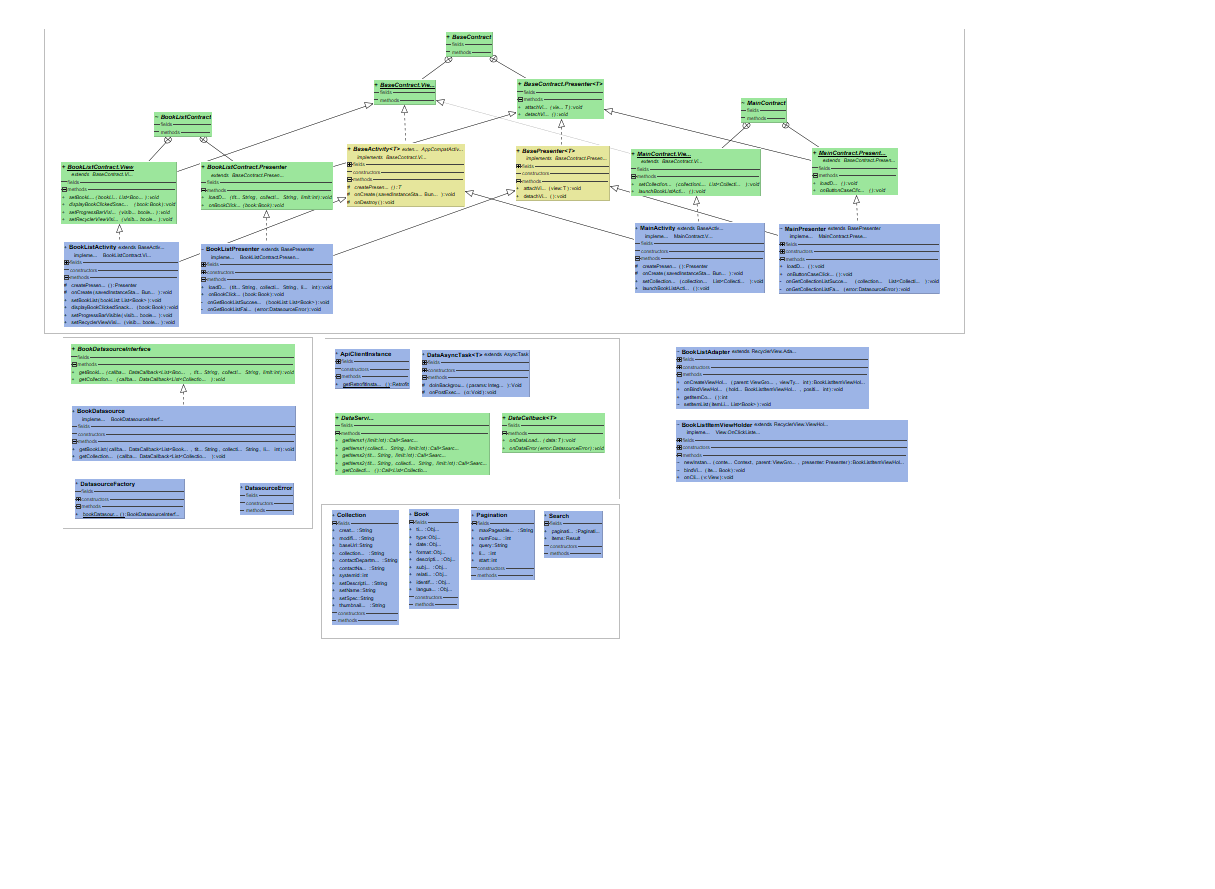 + BaseContract
fields
methods
+ BaseContract.Vie...
fields
methods
+ BaseContract.Presenter<T>
fields
methods
+ attachVi... (vie... T):void
+ detachVi... ():void
~ MainContract
fields
methods
~ BookListContract
fields
methods
+ BookListContract.View
extends BaseContract.Vi...
fields
methods
+ setBookLi... (bookLi... List<Boo... ):void
+ displayBookClickedSnac... (book:Book):void
+ setProgressBarVisi... (visib... boole... ):void
+ setRecyclerViewVisi... (visib... boole... ):void
+ BookListContract.Presenter
extends BaseContract.Presen...
fields
methods
+ loadD... (tit... String, collecti... String, limit:int):void
+ onBookClick... (book:Book):void
+ BaseActivity<T> exten... AppCompatActiv...
implements BaseContract.Vi...
fields
constructors
methods
# createPresen... ():T
# onCreate(savedInstanceSta... Bun... ):void
# onDestroy():void
+ BasePresenter<T>
implements BaseContract.Presen...
fields
constructors
methods
+ attachVi... (view:T):void
+ detachVi... ():void
+ MainContract.Vie...
extends BaseContract.Vi...
fields
methods
+ setCollection... (collection... List<Collecti... ):void
+ launchBookListActi... ():void
+ MainContract.Present...
extends BaseContract.Presen...
fields
methods
+ loadD... ():void
+ onButtonCaseClic... ():void
+ BookListActivity extends BaseActiv...
impleme... BookListContract.Vi...
fields
constructors
methods
# createPresen... ():Presenter
# onCreate(savedInstanceSta... Bun... ):void
+ setBookList(bookList:List<Book>):void
+ displayBookClickedSnack... (book:Book):void
+ setProgressBarVisible(visibl... boole... ):void
+ setRecyclerViewVisi... (visibl... boole... ):void
~ BookListPresenter extends BasePresenter
impleme... BookListContract.Presen...
fields
constructors
methods
+ loadD... (tit... String, collecti... String, li... int):void
+ onBookClick... (book:Book):void
~ onGetBookListSucces... (bookList:List<Book>):void
~ onGetBookListFai... (error:DatasourceError):void
+ MainActivity extends BaseActiv...
impleme... MainContract.V...
fields
constructors
methods
# createPresen... ():Presenter
# onCreate(savedInstanceSta... Bun... ):void
+ setCollection... (collection... List<Collecti... ):void
+ launchBookListActi... ():void
~ MainPresenter extends BasePresenter
impleme... MainContract.Prese...
fields
constructors
methods
+ loadD... ():void
+ onButtonCaseClick... ():void
~ onGetCollectionListSucc... (collection... List<Collecti... ):void
~ onGetCollectionListFa... (error:DatasourceError):void
+ BookDatasourceInterface
fields
methods
+ getBookL... (callba... DataCallback<List<Boo... , tit... String, collecti... String, limit:int):void
+ getCollection... (callba... DataCallback<List<Collectio... ):void
+ BookDatasource
impleme... BookDatasourceInterf...
fields
constructors
methods
+ getBookList(callba... DataCallback<List<Book... , tit... String, collecti... String, li... int):void
+ getCollection... (callba... DataCallback<List<Collection... ):void
+ DatasourceFactory
fields
constructors
methods
+ bookDatasour... ():BookDatasourceInterf...
+ DatasourceError
fields
constructors
methods
+ ApiClientInstance
fields
constructors
methods
+ getRetrofitInsta... ():Retrofit
+ DataAsyncTask<T> extends AsyncTask
fields
constructors
methods
# doInBackgrou... (params:Integ... ):Void
# onPostExec... (o:Void):void
+ DataServi...
fields
methods
+ getItems1(limit:int):Call<Searc...
+ getItems1(collecti... String, limit:int):Call<Searc...
+ getItems2(tit... String, limit:int):Call<Searc...
+ getItems2(tit... String, collecti... String, limit:int):Call<Searc...
+ getCollecti... ():Call<List<Collectio...
+ DataCallback<T>
fields
methods
+ onDataLoad... (data:T):void
+ onDataError(error:DatasourceError):void
~ BookListAdapter extends RecyclerView.Ada...
fields
constructors
methods
+ onCreateViewHol... (parent:ViewGro... , viewTy... int):BookListItemViewHol...
+ onBindViewHol... (hold... BookListItemViewHol... , positi... int):void
+ getItemCo... ():int
~ setItemList(itemLi... List<Book>):void
~ BookListItemViewHolder extends RecyclerView.ViewHol...
impleme... View.OnClickListe...
fields
constructors
methods
~ newInstan... (conte... Context, parent:ViewGro... , presenter:Presenter):BookListItemViewHol...
~ bindVi... (ite... Book):void
+ onCli... (v:View):void
+ Collection
fields
+ creat... :String
+ modifi... :String
+ baseUrl:String
+ collection... :String
+ contactDepartm... :String
+ contactNa... :String
+ systemId:int
+ setDescripti... :String
+ setName:String
+ setSpec:String
+ thumbnail... :String
constructors
methods
+ Book
fields
+ ti... :Obj...
+ type:Obj...
+ date:Obj...
+ format:Obj...
+ descripti... :Obj...
+ subj... :Obj...
+ relati... :Obj...
+ identif... :Obj...
+ langua... :Obj...
constructors
methods
+ Pagination
fields
+ maxPageable... :String
+ numFou... :int
+ query:String
+ li... :int
+ start:int
constructors
methods
+ Search
fields
+ paginati... :Paginati...
+ items:Result
constructors
methods